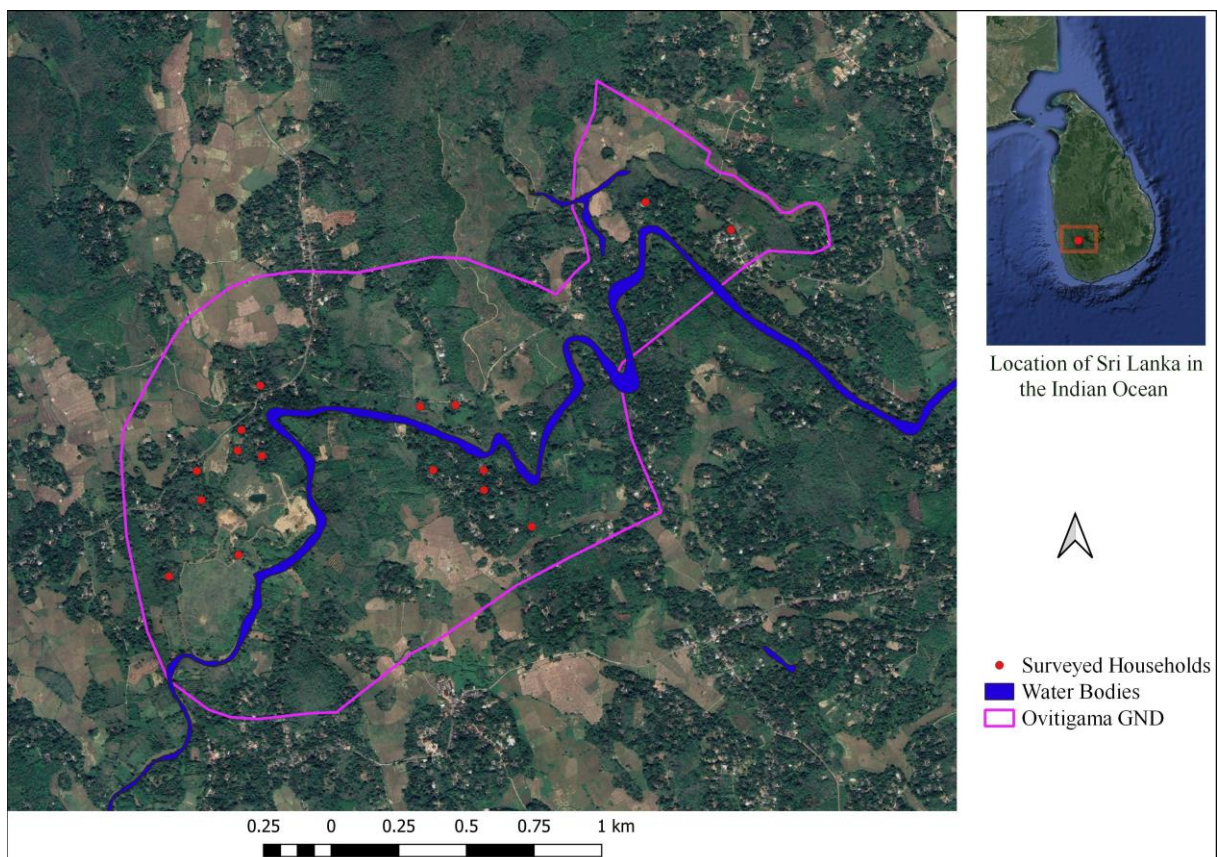 Location of Sri Lanka in
the Indian Ocean
Surveyed Households
Water Bodies
Ovitigama GND
0.25 0 0.25 0.5 0.75 1 km